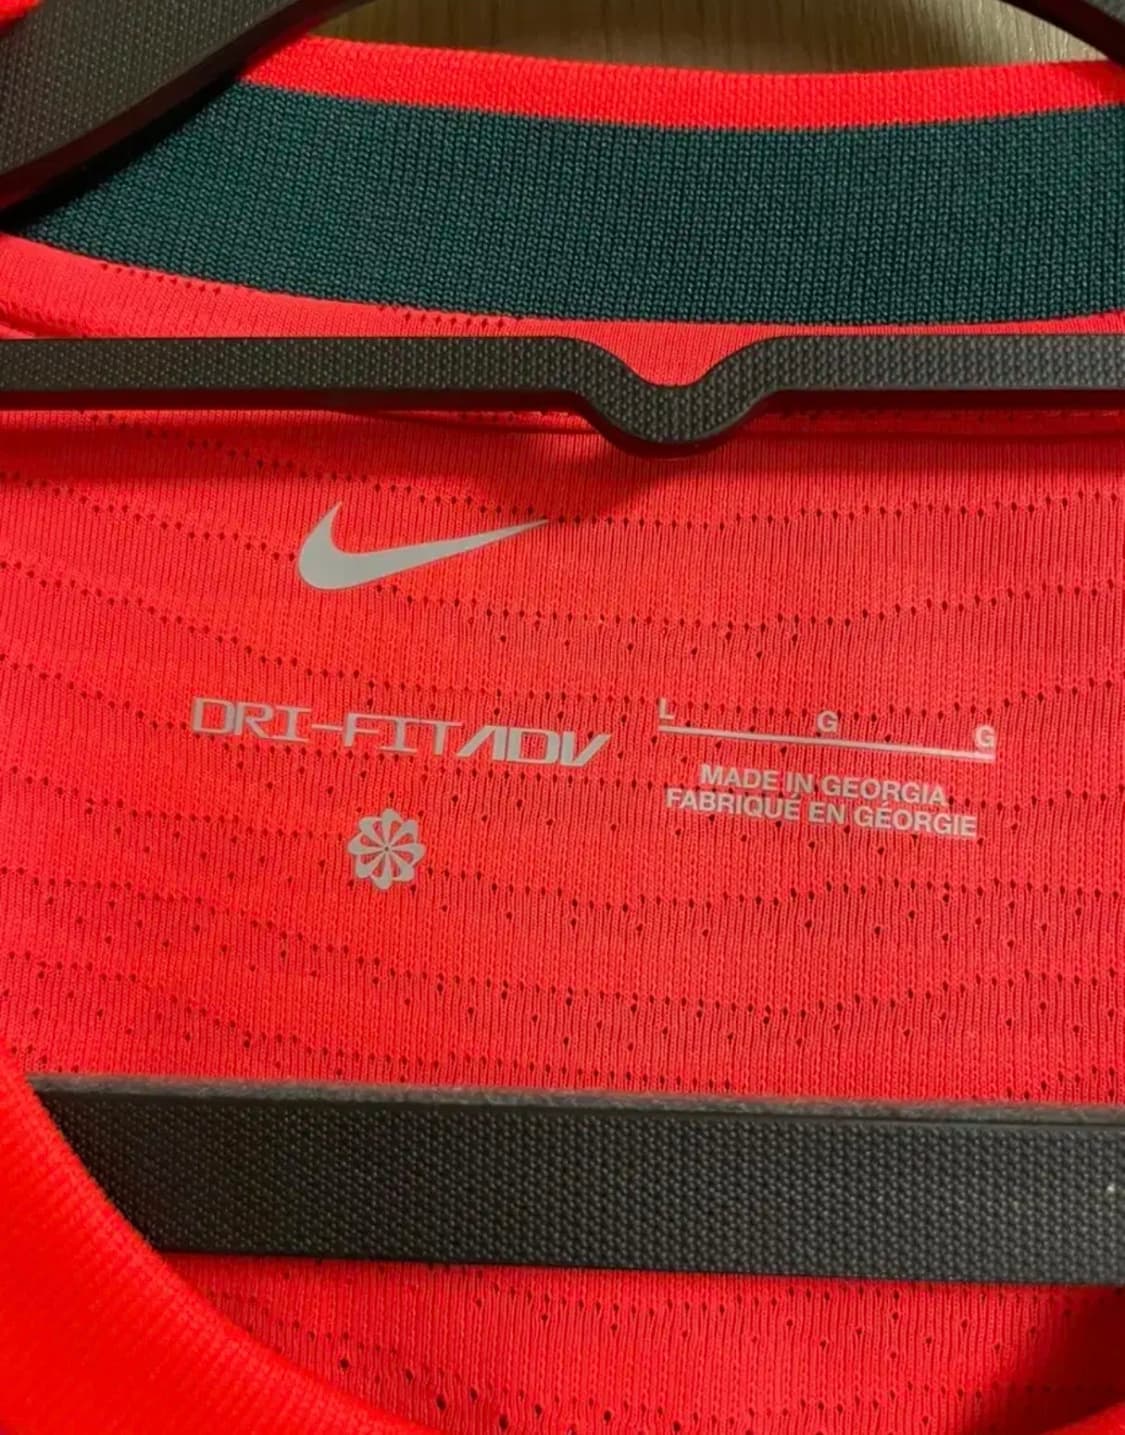 DRI-FIT ADV
L G G
MADE IN GEORGIA
FABRIQUÉ EN GÉORGIE